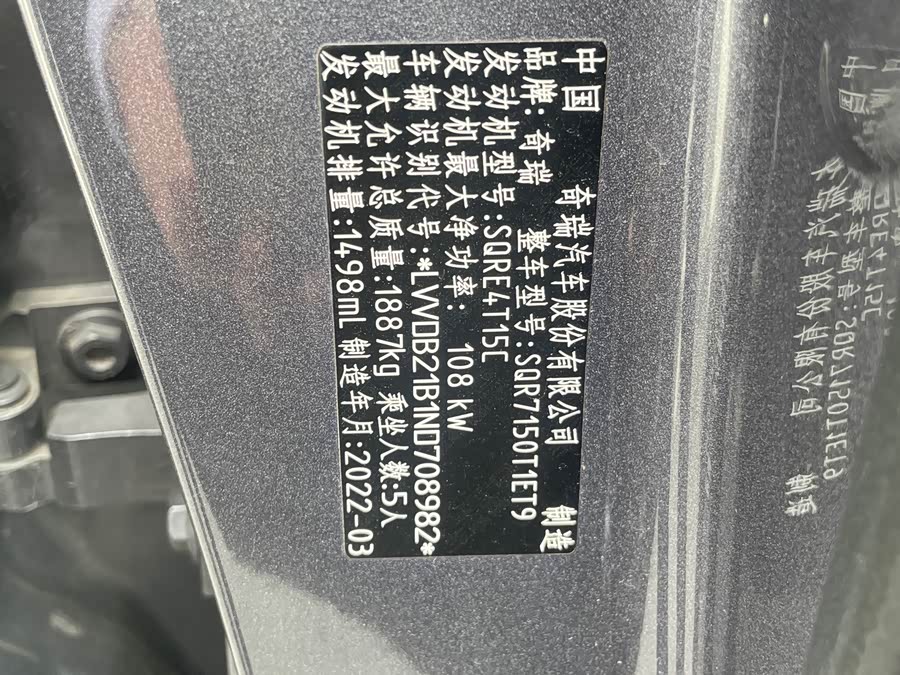 中国 奇瑞汽车股份有限公司 制造
品牌: 奇瑞 整车型号:SQR7150T1ET9
发动机型号:SQRE4T15C
发动机最大净功率: 108 kW
车辆识别代号:*LVVDB21B1ND708982*
最大允许总质量:1887kg 乘坐人数:5人
发动机排量:1498mL 制造年月:2022-03